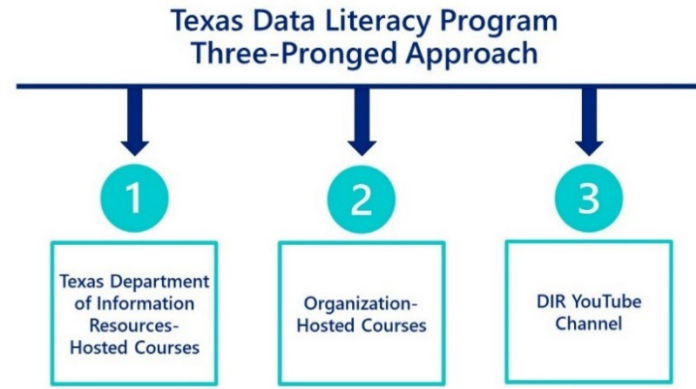 Texas Data Literacy Program
Three-Pronged Approach
1
2
3
Texas Department
of Information
Resources-
Hosted Courses
Organization-
Hosted Courses
DIR YouTube
Channel